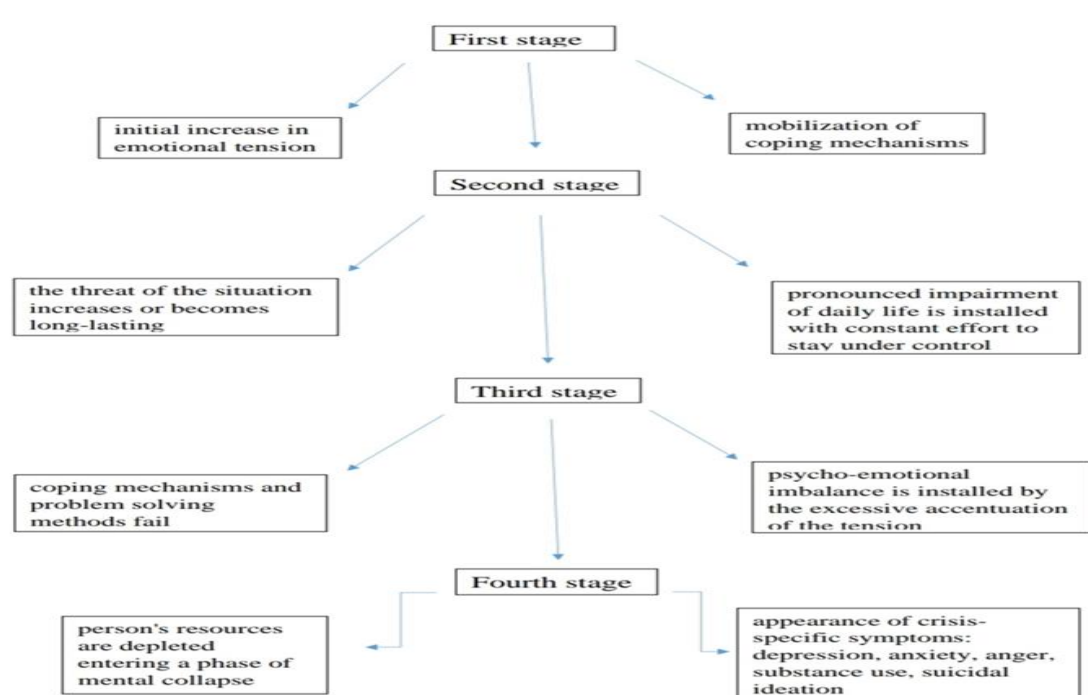 First stage
initial increase in
emotional tension
mobilization of
coping mechanisms
Second stage
the threat of the situation
increases or becomes
long-lasting
pronounced impairment
of daily life is installed
with constant effort to
stay under control
Third stage
coping mechanisms and
problem solving
methods fail
psycho-emotional
imbalance is installed by
the excessive accentuation
of the tension
Fourth stage
person's resources
are depleted
entering a phase of
mental collapse
appearance of crisis-
specific symptoms:
depression, anxiety, anger,
substance use, suicidal
ideation